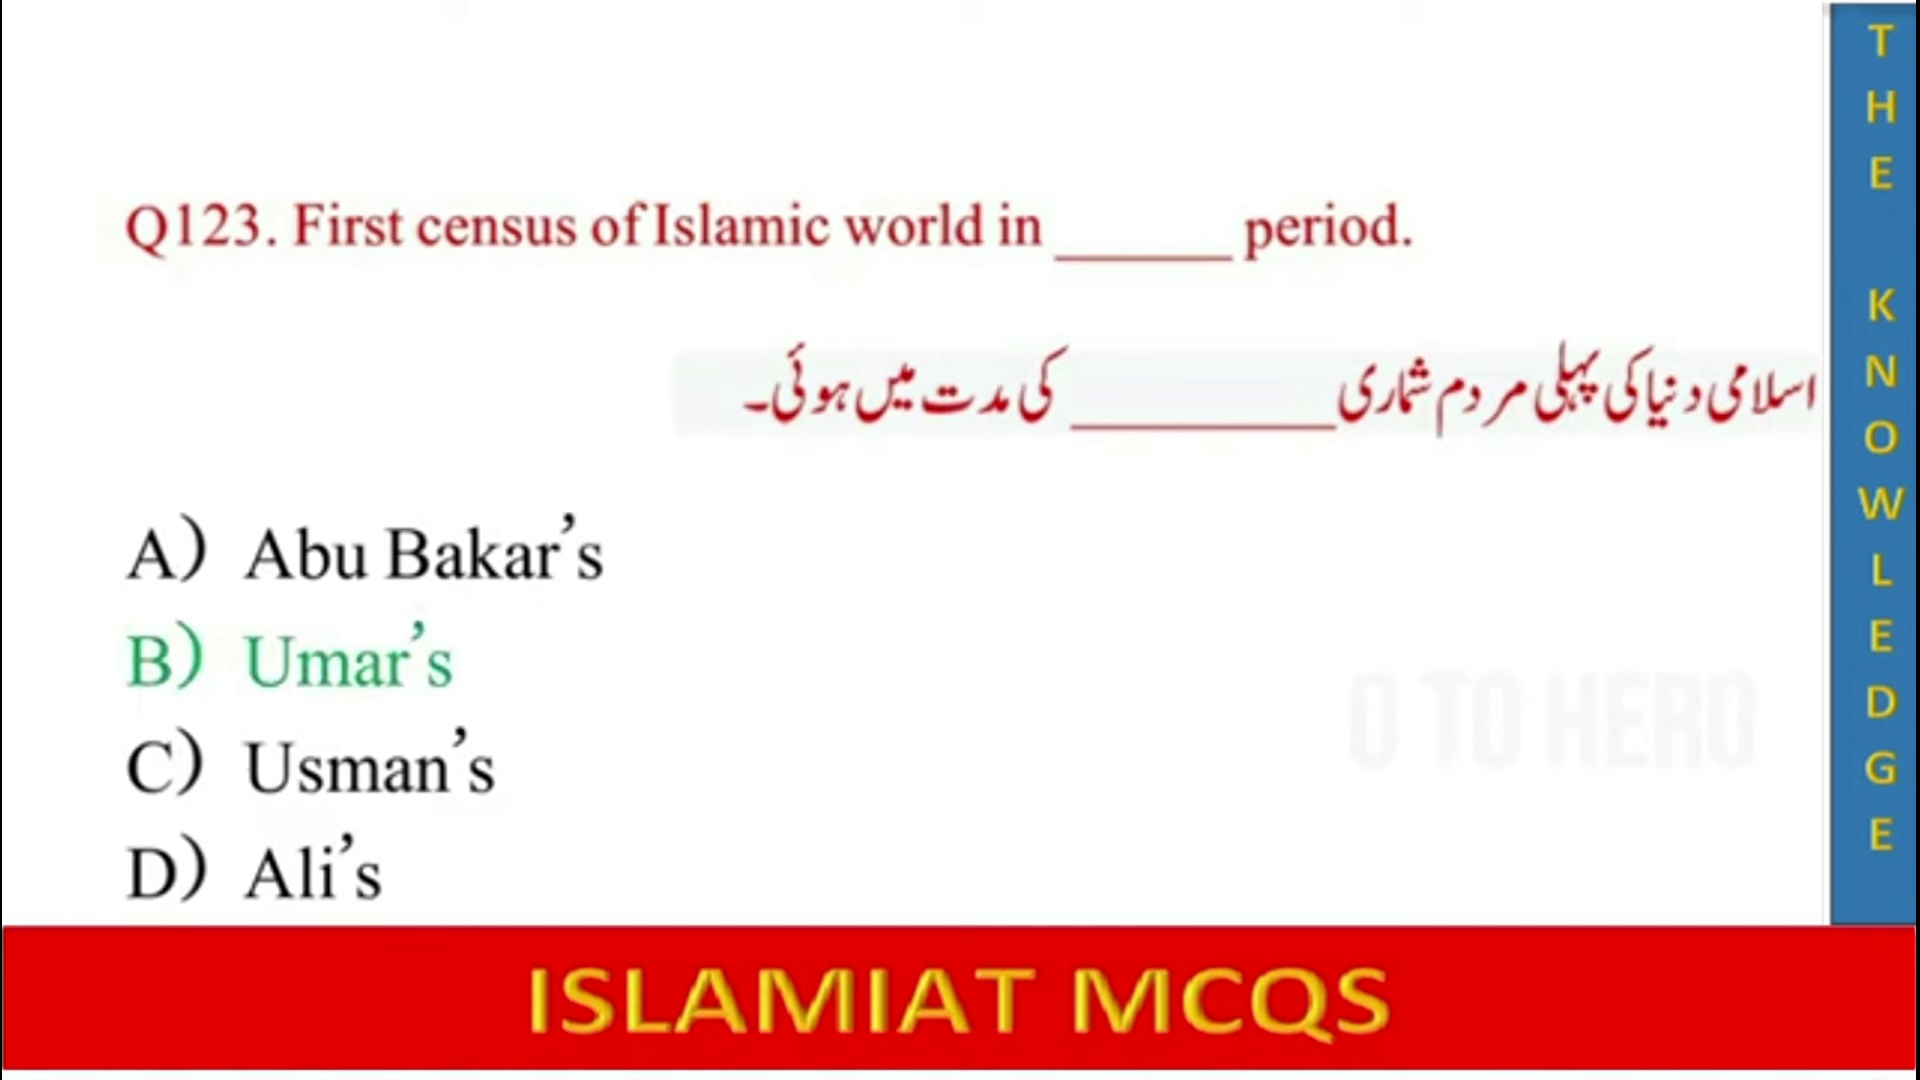 Q123. First census of Islamic world in ______ period.
اسلامی دنیا کی پہلی مردم شماری _________ کی مدت میں ہوئی۔
A) Abu Bakar’s
B) Umar’s
C) Usman’s
D) Ali’s
0 TO HERO
ISLAMIAT MCQS
THE KNOWLEDGE